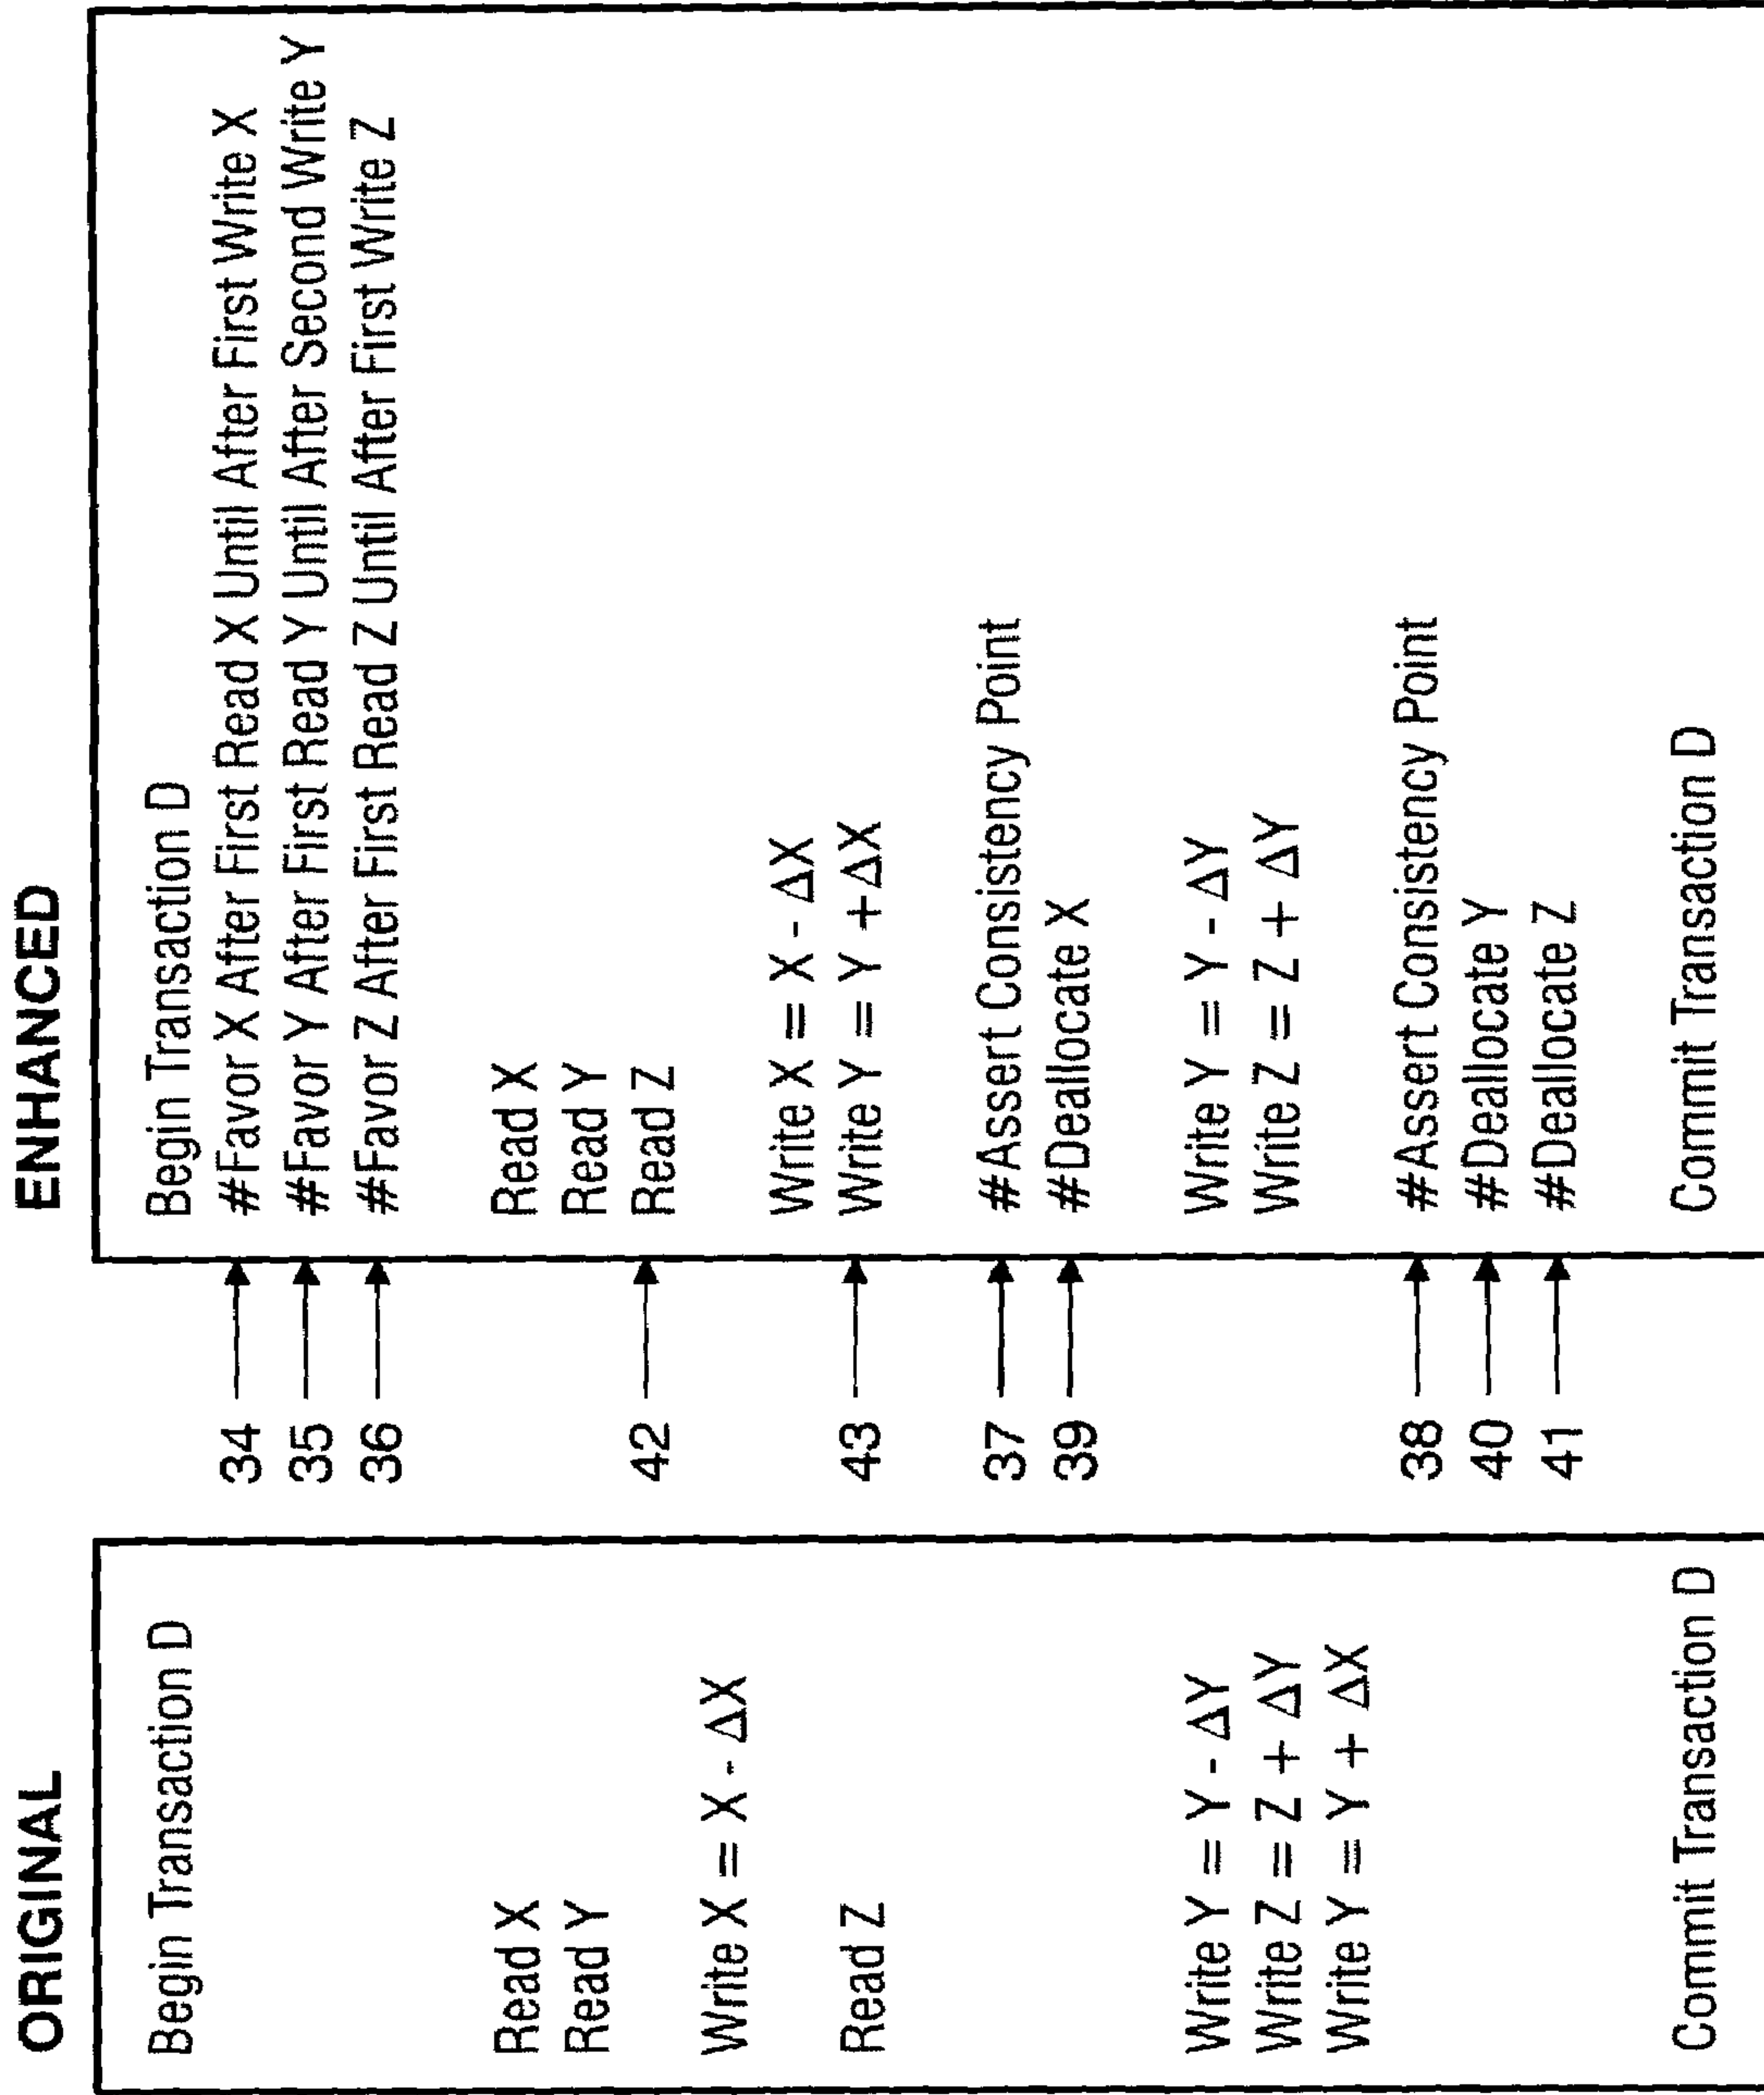 ORIGINAL
Begin Transaction D
Read X
Read Y
Write X = X - ΔX
Read Z
Write Y = Y - ΔY
Write Z = Z + ΔY
Write Y = Y + ΔX
Commit Transaction D
34
35
36
42
43
37
39
38
40
41
ENHANCED
Begin Transaction D
#Favor X After First Read X Until After First Write X
#Favor Y After First Read Y Until After Second Write Y
#Favor Z After First Read Z Until After First Write Z
Read X
Read Y
Read Z
Write X = X - ΔX
Write Y = Y + ΔX
#Assert Consistency Point
#Deallocate X
Write Y = Y - ΔY
Write Z = Z + ΔY
#Assert Consistency Point
#Deallocate Y
#Deallocate Z
Commit Transaction D